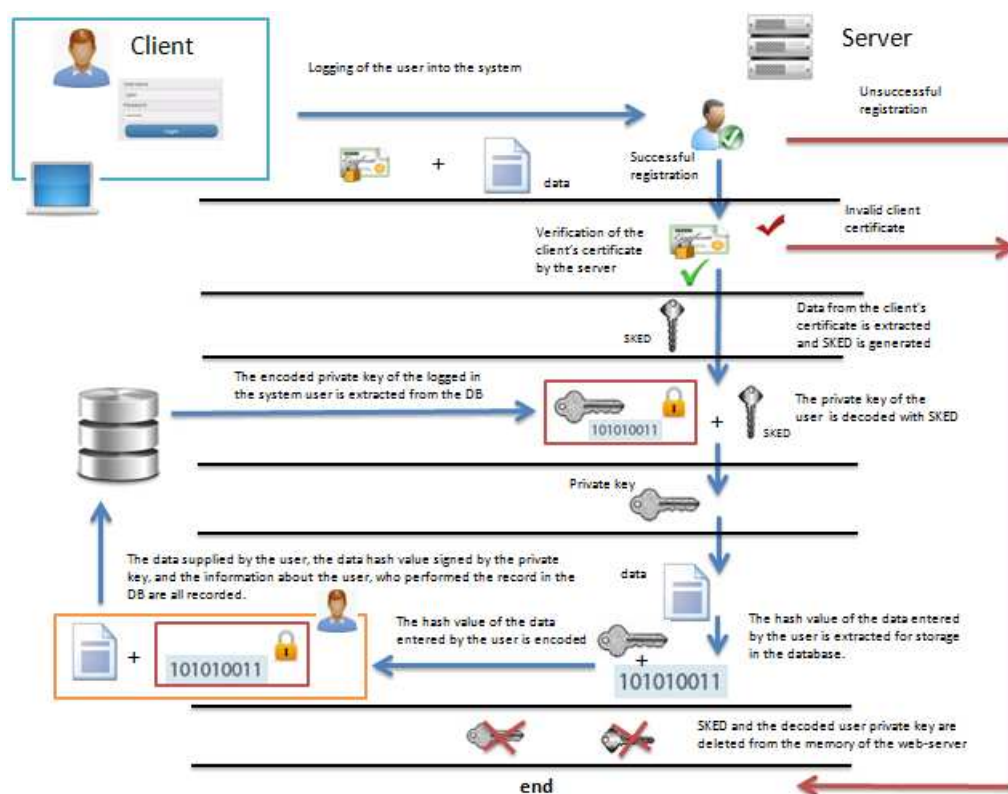 Client
Server
Logging of the user into the system
Unsuccessful
registration
Password
Login
+
data
Successful
registration
Verification of the
client's certificate
by the server
Invalid client
certificate
SKED
Data from the client's
certificate is extracted
and SKED is generated
The encoded private key of the logged in
the system user is extracted from the DB
101010011
+
SKED
The private key of the
user is decoded with SKED
Private key
The data supplied by the user, the data hash value signed by the private
key, and the information about the user, who performed the record in the
DB are all recorded.
data
+
101010011
The hash value of the data
entered by the user is encoded
+
101010011
The hash value of the data entered
by the user is extracted for storage
in the database.
SKED and the decoded user private key are
deleted from the memory of the web-server
end